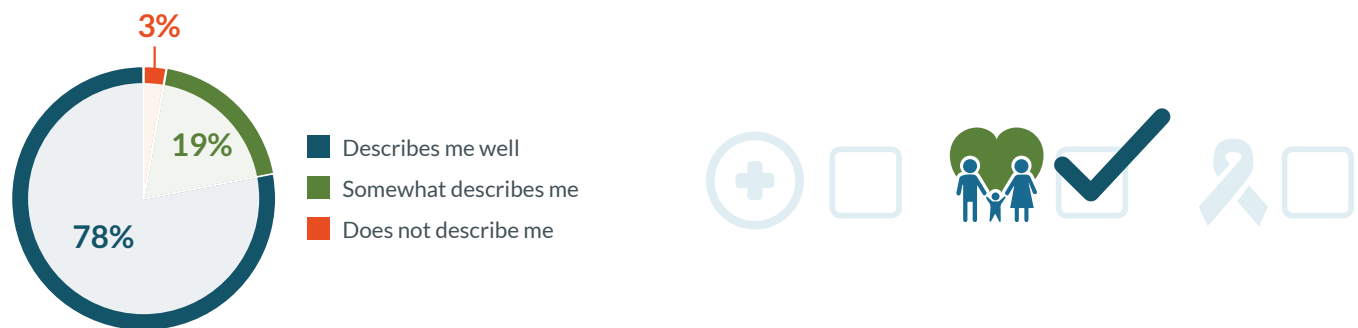 3%
19%
78%
Describes me well
Somewhat describes me
Does not describe me